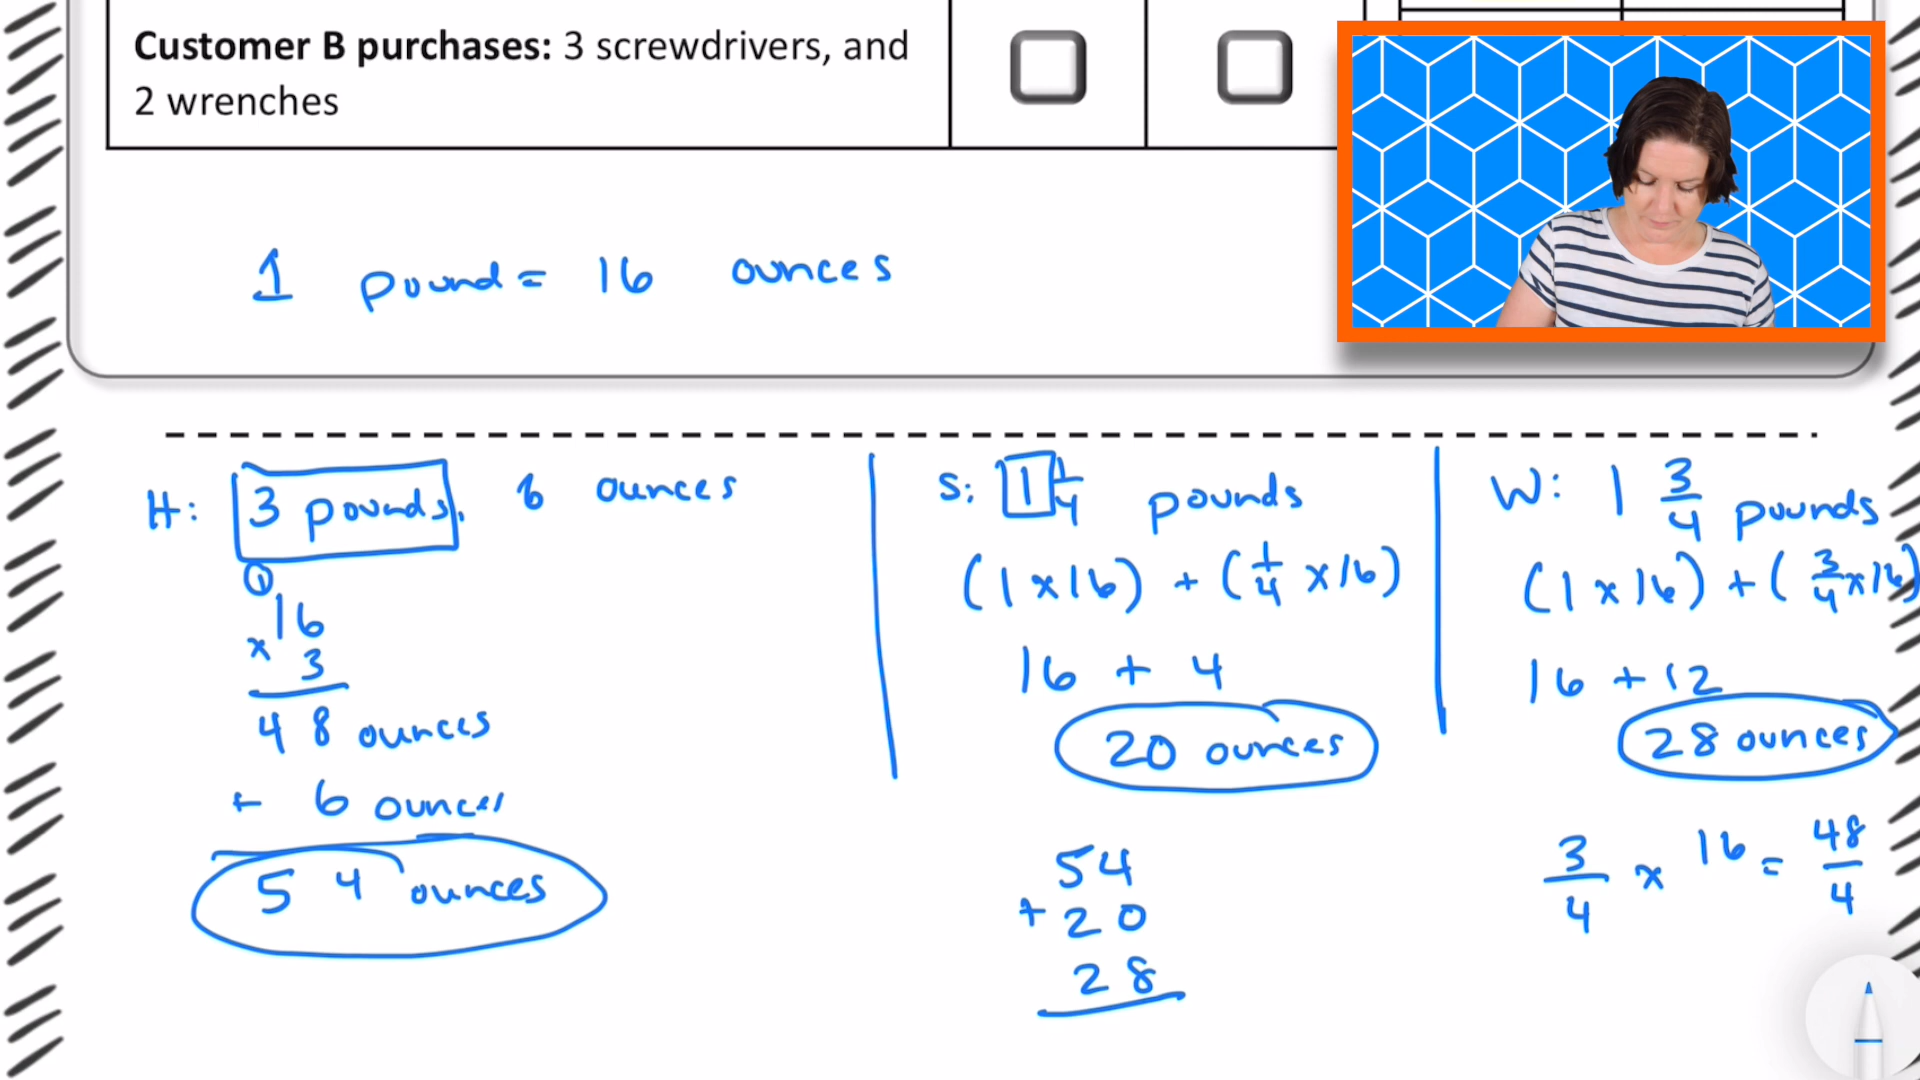 Customer B purchases: 3 screwdrivers, and
2 wrenches
1 pound = 16 ounces
H: 3 pounds, 6 ounces
1
16
x 3
48 ounces
+ 6 ounces
54 ounces
S: 1 1/4 pounds
(1 x 16) + (1/4 x 16)
16 + 4
20 ounces
54
+ 20
28
W: 1 3/4 pounds
(1 x 16) + (3/4 x 16)
16 + 12
28 ounces
3/4 x 16 = 48/4